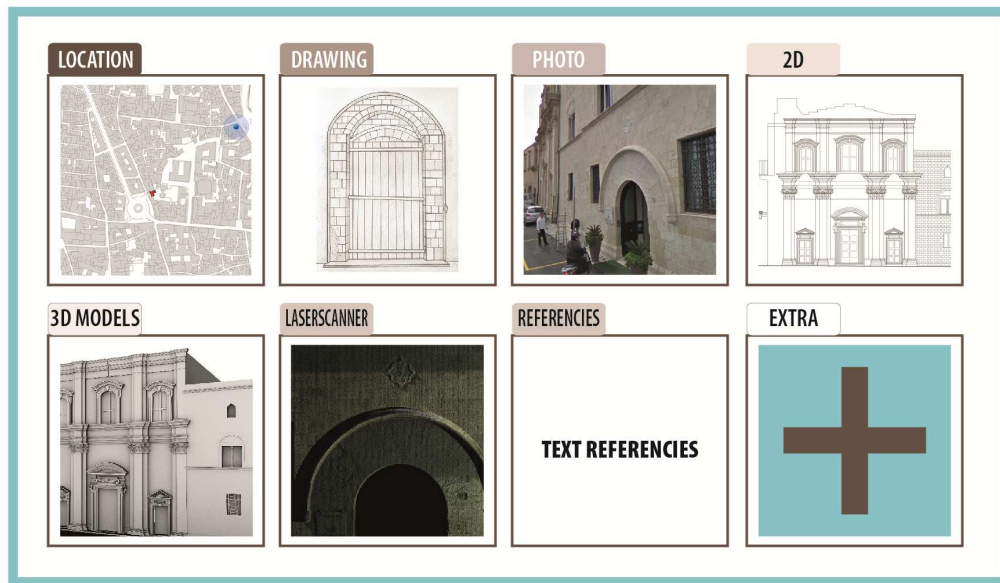 LOCATION
DRAWING
PHOTO
2D
3D MODELS
LASERSCANNER
REFERENCIES
EXTRA
TEXT REFERENCIES